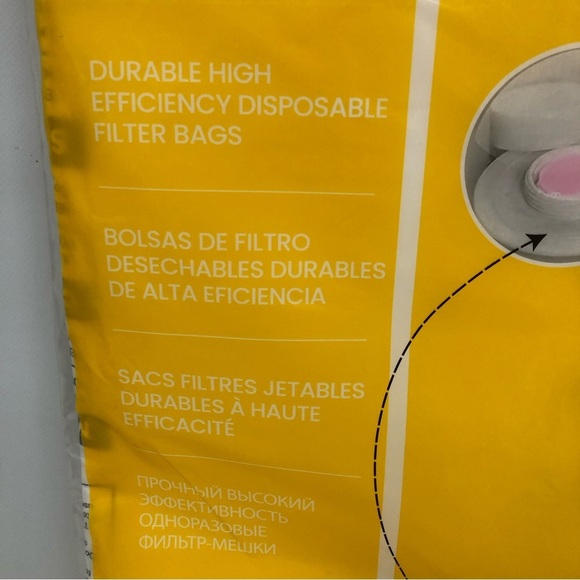 DURABLE HIGH
EFFICIENCY DISPOSABLE
FILTER BAGS
BOLSAS DE FILTRO
DESECHABLES DURABLES
DE ALTA EFICIENCIA
SACS FILTRES JETABLES
DURABLES À HAUTE
EFFICACITÉ
ПРОЧНЫЙ ВЫСОКИЙ
ЭФФЕКТИВНОСТЬ
ОДНОРАЗОВЫЕ
ФИЛЬТР-МЕШКИ